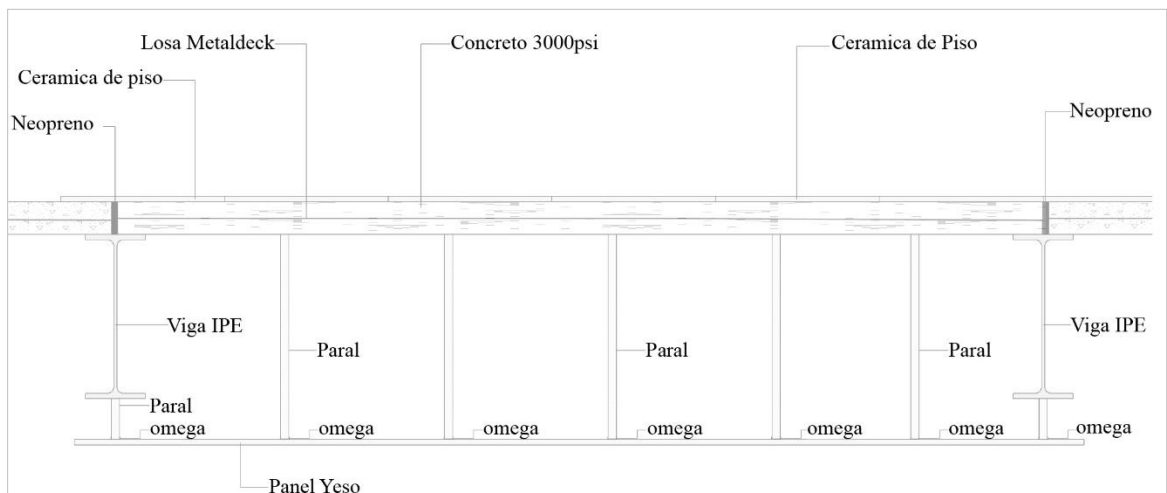 Losa Metaldeck
Concreto 3000psi
Ceramica de Piso
Ceramica de piso
Neopreno
Neopreno
Viga IPE
Paral
Paral
Paral
Viga IPE
Paral
omega
omega
omega
omega
omega
omega
omega
Panel Yeso